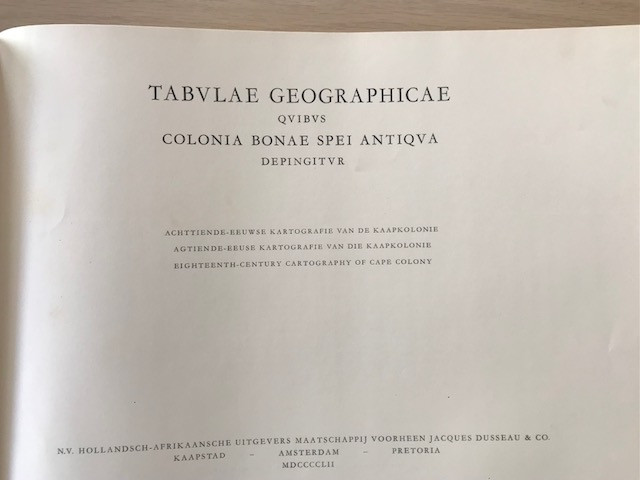 TABVLAE GEOGRAPHICAE
QVIBVS
COLONIA BONAE SPEI ANTIQVA
DEPINGITVR
ACHTTIENDE-EEUWSE KARTOGRAFIE VAN DE KAAPKOLONIE
AGTIENDE-EEUSE KARTOGRAFIE VAN DIE KAAPKOLONIE
EIGHTEENTH-CENTURY CARTOGRAPHY OF CAPE COLONY
N.V. HOLLANDSCH-AFRIKAANSCHE UITGEVERS MAATSCHAPPIJ VOORHEEN JACQUES DUSSEAU & CO.
KAAPSTAD – AMSTERDAM – PRETORIA
MDCCCCLII